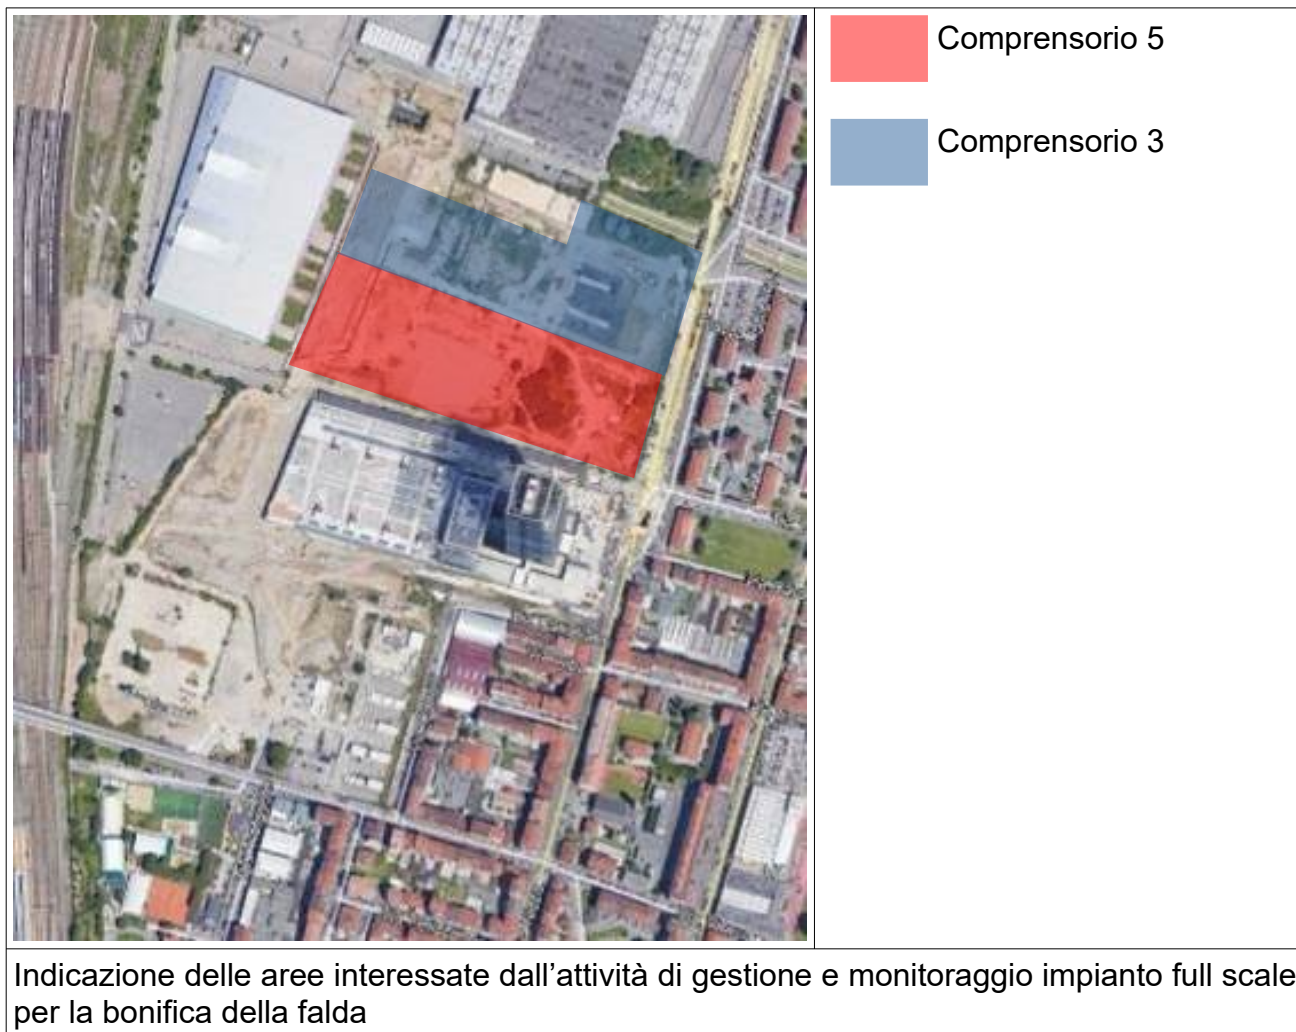 Comprensorio 5
Comprensorio 3
Indicazione delle aree interessate dall’attività di gestione e monitoraggio impianto full scale
per la bonifica della falda